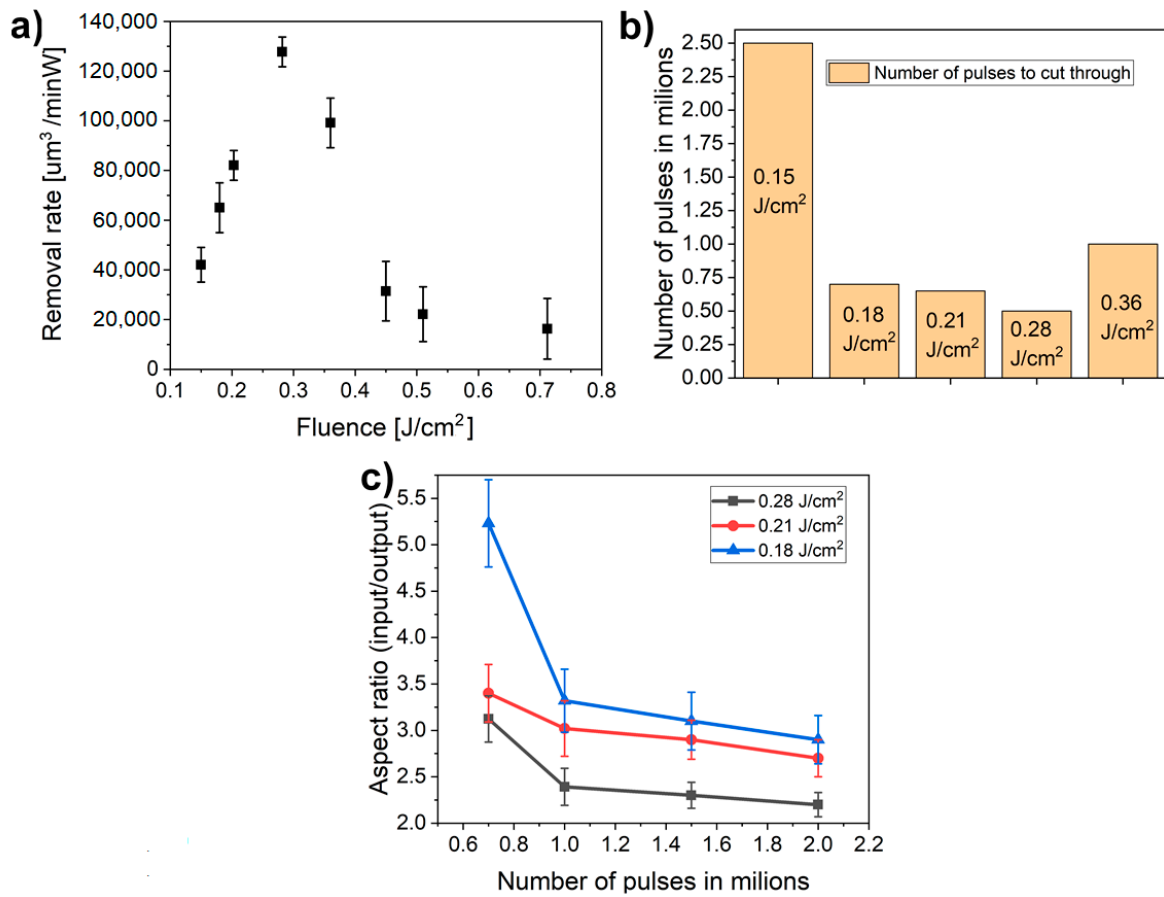 a)
Removal rate [um³ /minW]
140,000
120,000
100,000
80,000
60,000
40,000
20,000
0
0.1 0.2 0.3 0.4 0.5 0.6 0.7 0.8
Fluence [J/cm²]
b)
Number of pulses in milions
2.50
2.25
2.00
1.75
1.50
1.25
1.00
0.75
0.50
0.25
0.00
Number of pulses to cut through
0.15
J/cm²
0.18
J/cm²
0.21
J/cm²
0.28
J/cm²
0.36
J/cm²
c)
Aspect ratio (input/output)
5.5
5.0
4.5
4.0
3.5
3.0
2.5
2.0
0.28 J/cm²
0.21 J/cm²
0.18 J/cm²
0.6 0.8 1.0 1.2 1.4 1.6 1.8 2.0 2.2
Number of pulses in milions